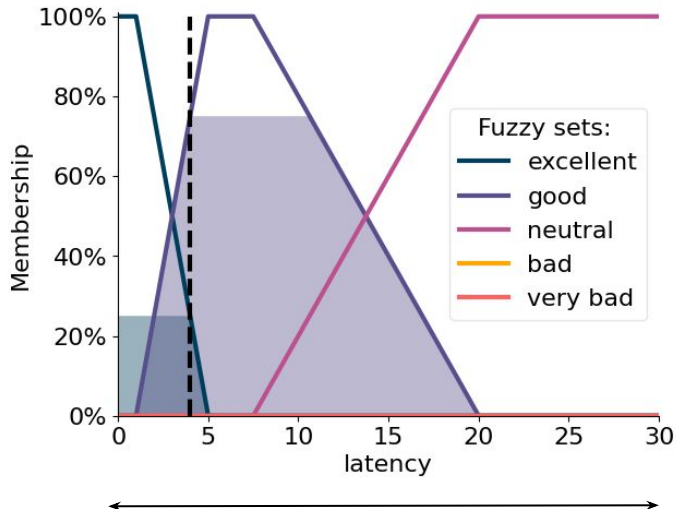 100%
80%
60%
40%
20%
0%
Membership
Fuzzy sets:
excellent
good
neutral
bad
very bad
0 5 10 15 20 25 30
latency